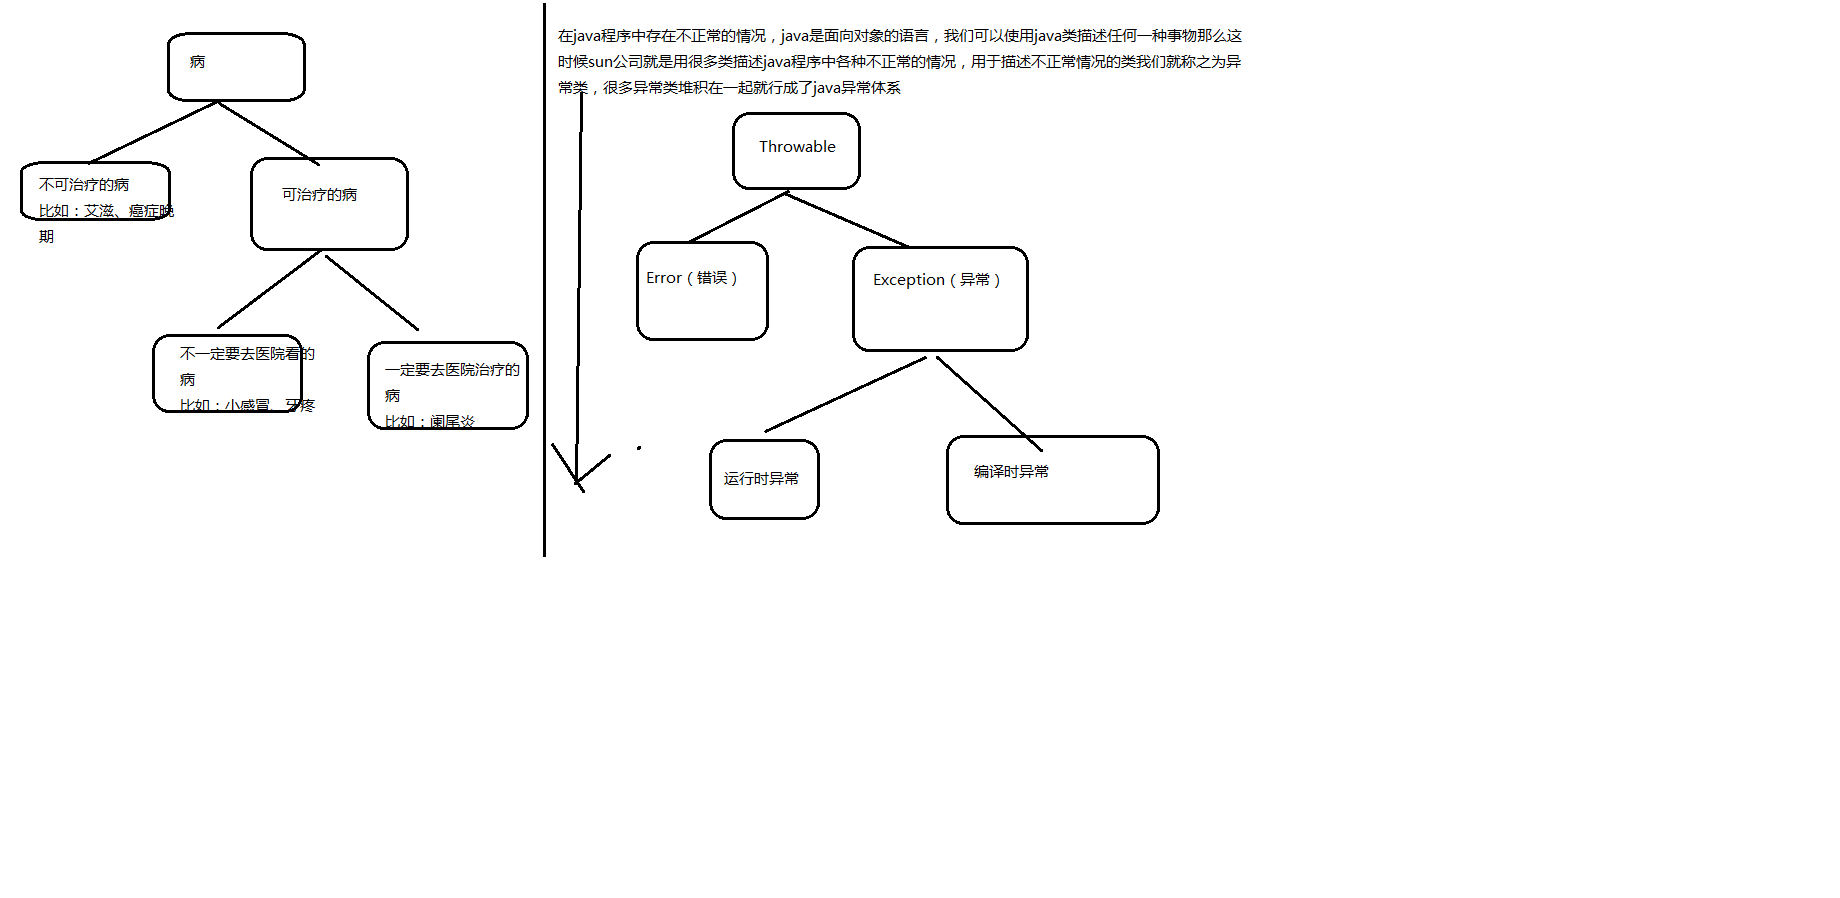 病
不可治疗的病
比如：艾滋、癌症晚
期
可治疗的病
不一定要去医院看的
病
比如：小感冒、牙疼
一定要去医院治疗的
病
比如：阑尾炎
在java程序中存在不正常的情况，java是面向对象的语言，我们可以使用java类描述任何一种事物那么这
时候sun公司就是用很多类描述java程序中各种不正常的情况，用于描述不正常情况的类我们就称之为异
常类，很多异常类堆积在一起就行成了java异常体系
Throwable
Error（错误）
Exception（异常）
运行时异常
编译时异常